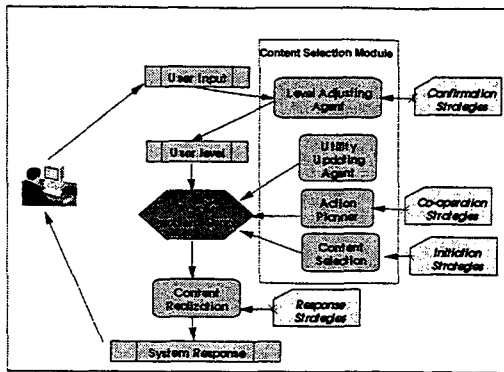 Content Selection Module
User Input
Level Adjusting
Agent
Confirmation
Strategies
User level
Utility
Updating
Agent
Action
Planner
Co-operation
Strategies
Content
Selection
Initiation
Strategies
Content
Realization
Response
Strategies
System Response